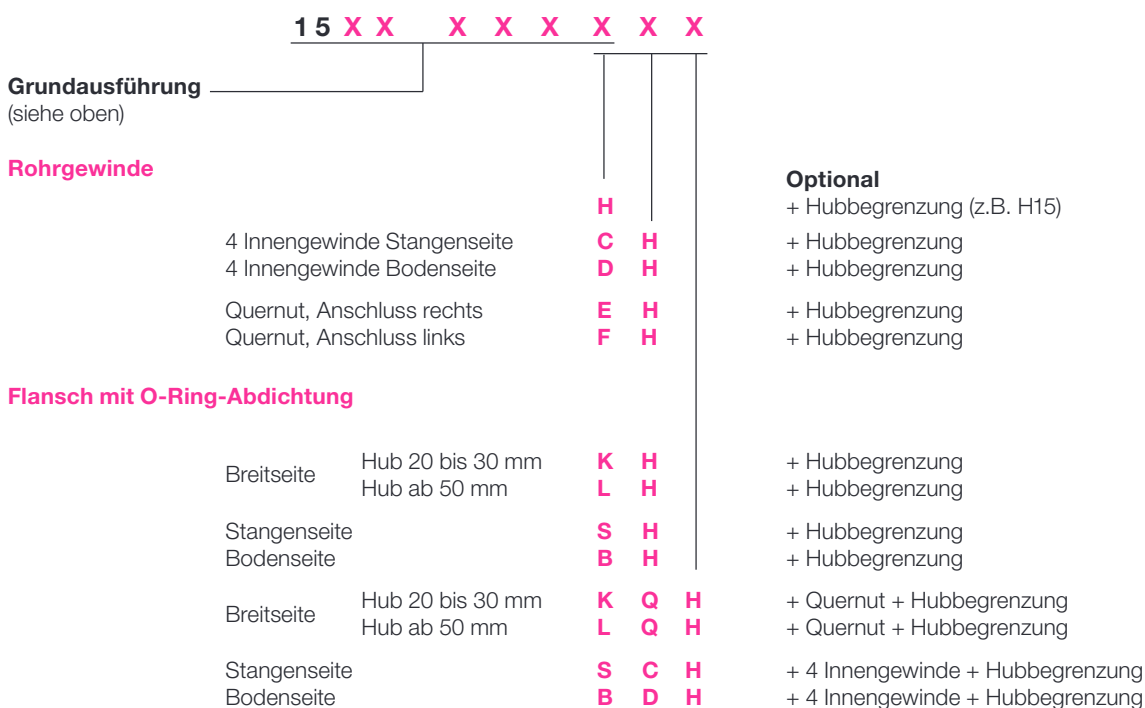 15XX XXX XXX
Grundausführung
(siehe oben)
Rohrgewinde
Optional
H + Hubbegrenzung (z.B. H15)
4 Innengewinde Stangenseite C H + Hubbegrenzung
4 Innengewinde Bodenseite D H + Hubbegrenzung
Quernut, Anschluss rechts E H + Hubbegrenzung
Quernut, Anschluss links F H + Hubbegrenzung
Flansch mit O-Ring-Abdichtung
Breitseite
Hub 20 bis 30 mm K H + Hubbegrenzung
Hub ab 50 mm L H + Hubbegrenzung
Stangenseite S H + Hubbegrenzung
Bodenseite B H + Hubbegrenzung
Breitseite
Hub 20 bis 30 mm K Q H + Quernut + Hubbegrenzung
Hub ab 50 mm L Q H + Quernut + Hubbegrenzung
Stangenseite S C H + 4 Innengewinde + Hubbegrenzung
Bodenseite B D H + 4 Innengewinde + Hubbegrenzung